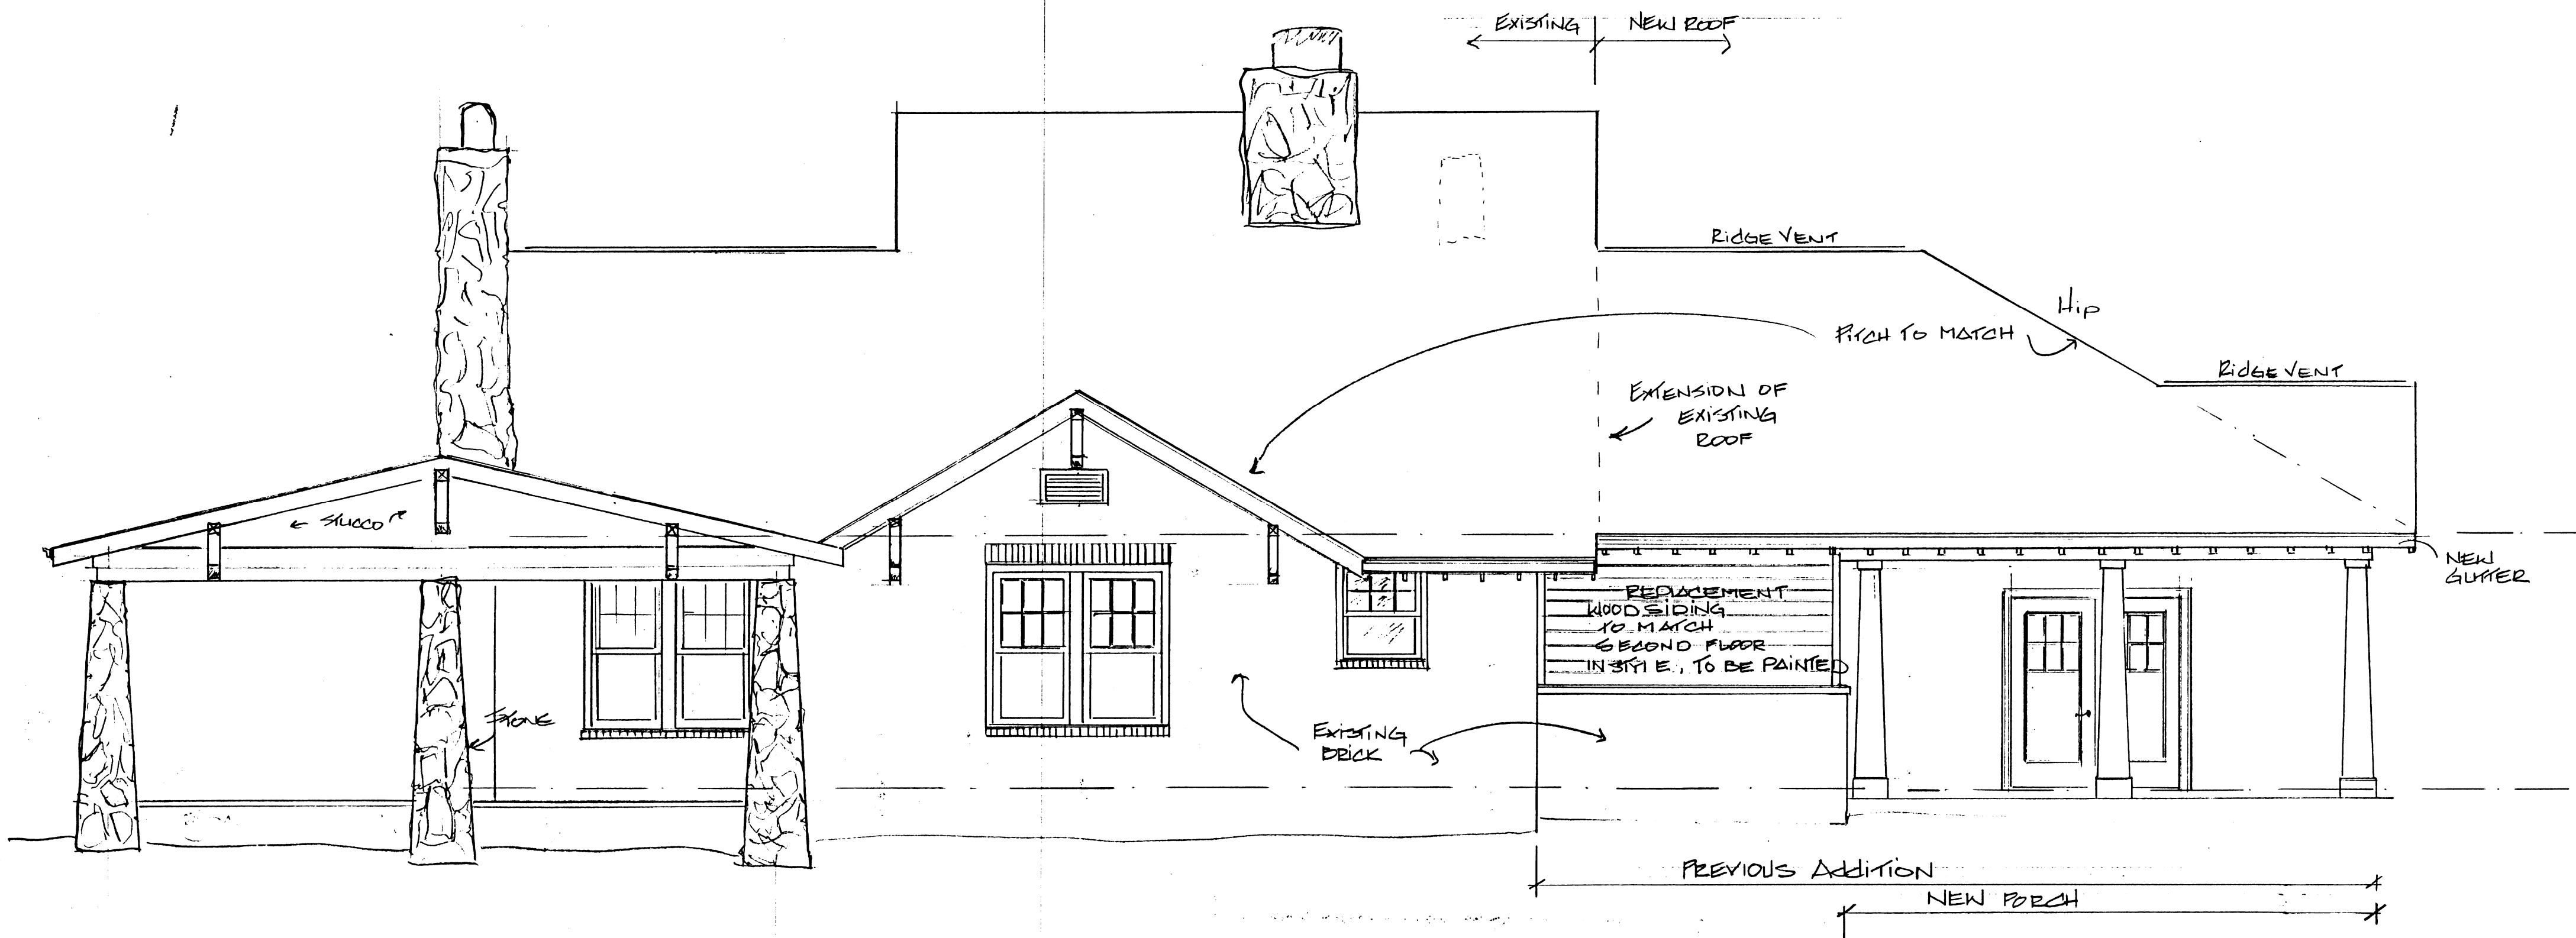 EXISTING
NEW ROOF
RIDGE VENT
Hip
PITCH TO MATCH
RIDGE VENT
EXTENSION OF
EXISTING
ROOF
STUCCO
NEW
GUTTER
REPLACEMENT
WOOD SIDING
TO MATCH
SECOND FLOOR
IN STYLE, TO BE PAINTED
STONE
EXISTING
BRICK
PREVIOUS Addition
NEW PORCH